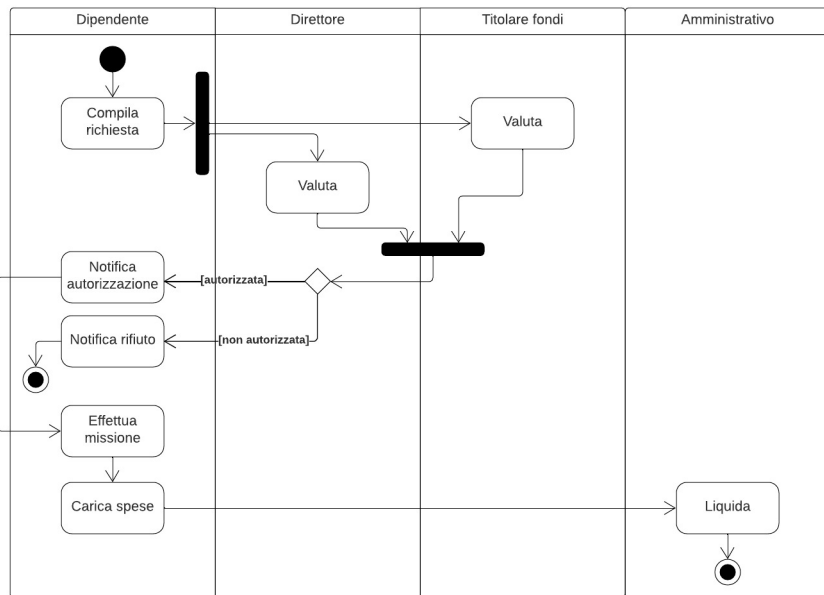 Dipendente
Direttore
Titolare fondi
Amministrativo
Compila
richiesta
Valuta
Valuta
Notifica
autorizzazione
[autorizzata]
Notifica rifiuto
[non autorizzata]
Effettua
missione
Carica spese
Liquida